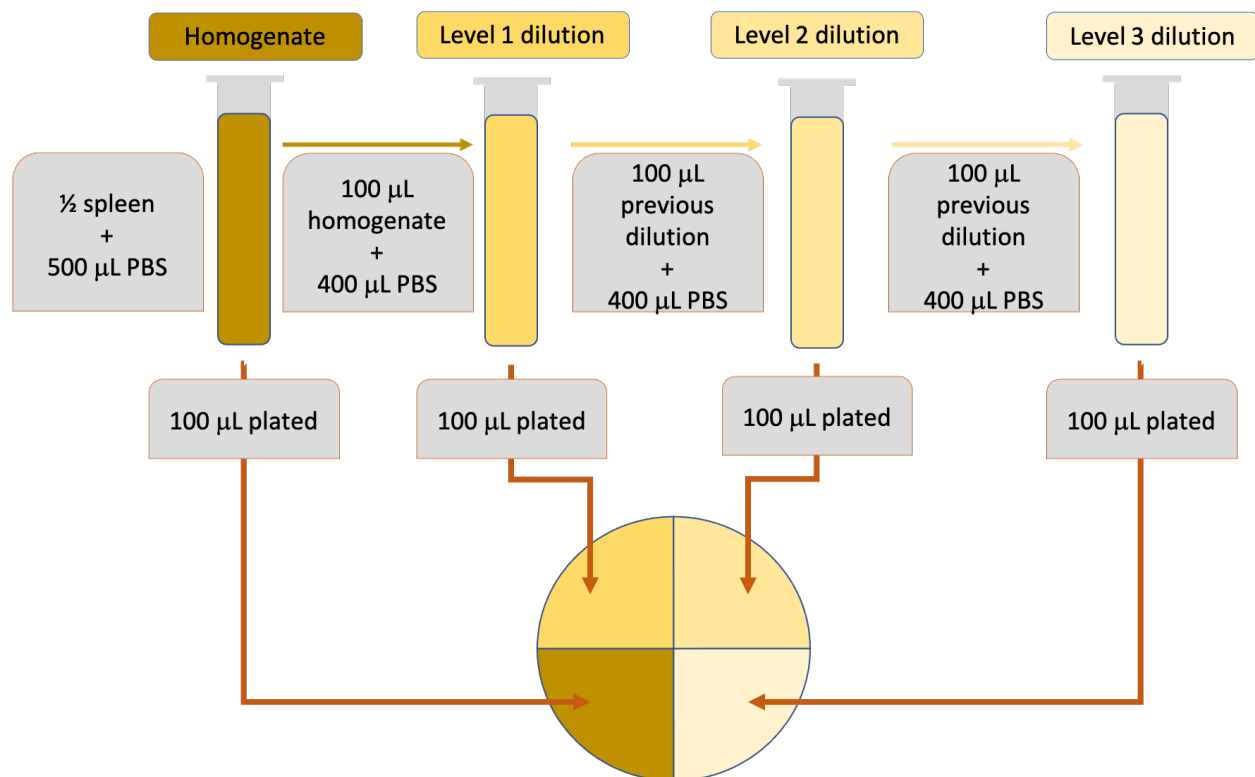 Homogenate
Level 1 dilution
Level 2 dilution
Level 3 dilution
½ spleen
+
500 μL PBS
100 μL
homogenate
+
400 μL PBS
100 μL
previous
dilution
+
400 μL PBS
100 μL
previous
dilution
+
400 μL PBS
100 μL plated
100 μL plated
100 μL plated
100 μL plated